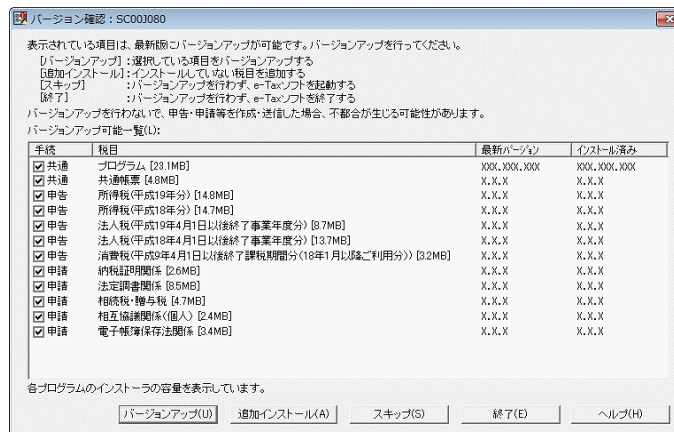 バージョン確認：SC00J080
表示されている項目は、最新版にバージョンアップが可能です。バージョンアップを行ってください。
[バージョンアップ]：選択している項目をバージョンアップする
[追加インストール]：インストールしていない税目を追加する
[スキップ]　　　　：バージョンアップを行わず、e-Taxソフトを起動する
[終了]　　　　　　：バージョンアップを行わず、e-Taxソフトを終了する
バージョンアップを行わないで、申告・申請等を作成・送信した場合、不都合が生じる可能性があります。
バージョンアップ可能一覧(L)：
手続　税目　最新バージョン　インストール済み
共通　プログラム [23.1MB]　XXX.XXX.XXX　XXX.XXX.XXX
共通　共通帳票 [4.8MB]　X.X.X　X.X.X
申告　所得税(平成19年分) [14.8MB]　X.X.X　X.X.X
申告　所得税(平成18年分) [14.7MB]　X.X.X　X.X.X
申告　法人税(平成19年4月1日以後終了事業年度分) [8.7MB]　X.X.X　X.X.X
申告　法人税(平成18年4月1日以後終了事業年度分) [13.7MB]　X.X.X　X.X.X
申告　消費税(平成9年4月1日以後終了課税期間分(18年1月以降ご利用分)) [3.2MB]　X.X.X　X.X.X
申請　納税証明関係 [2.6MB]　X.X.X　X.X.X
申請　法定調書関係 [8.5MB]　X.X.X　X.X.X
申請　相続税・贈与税 [4.7MB]　X.X.X　X.X.X
申請　相互協議関係(個人) [2.4MB]　X.X.X　X.X.X
申請　電子帳簿保存法関係 [3.4MB]　X.X.X　X.X.X
各プログラムのインストーラの容量を表示しています。
バージョンアップ(U)　追加インストール(A)　スキップ(S)　終了(E)　ヘルプ(H)